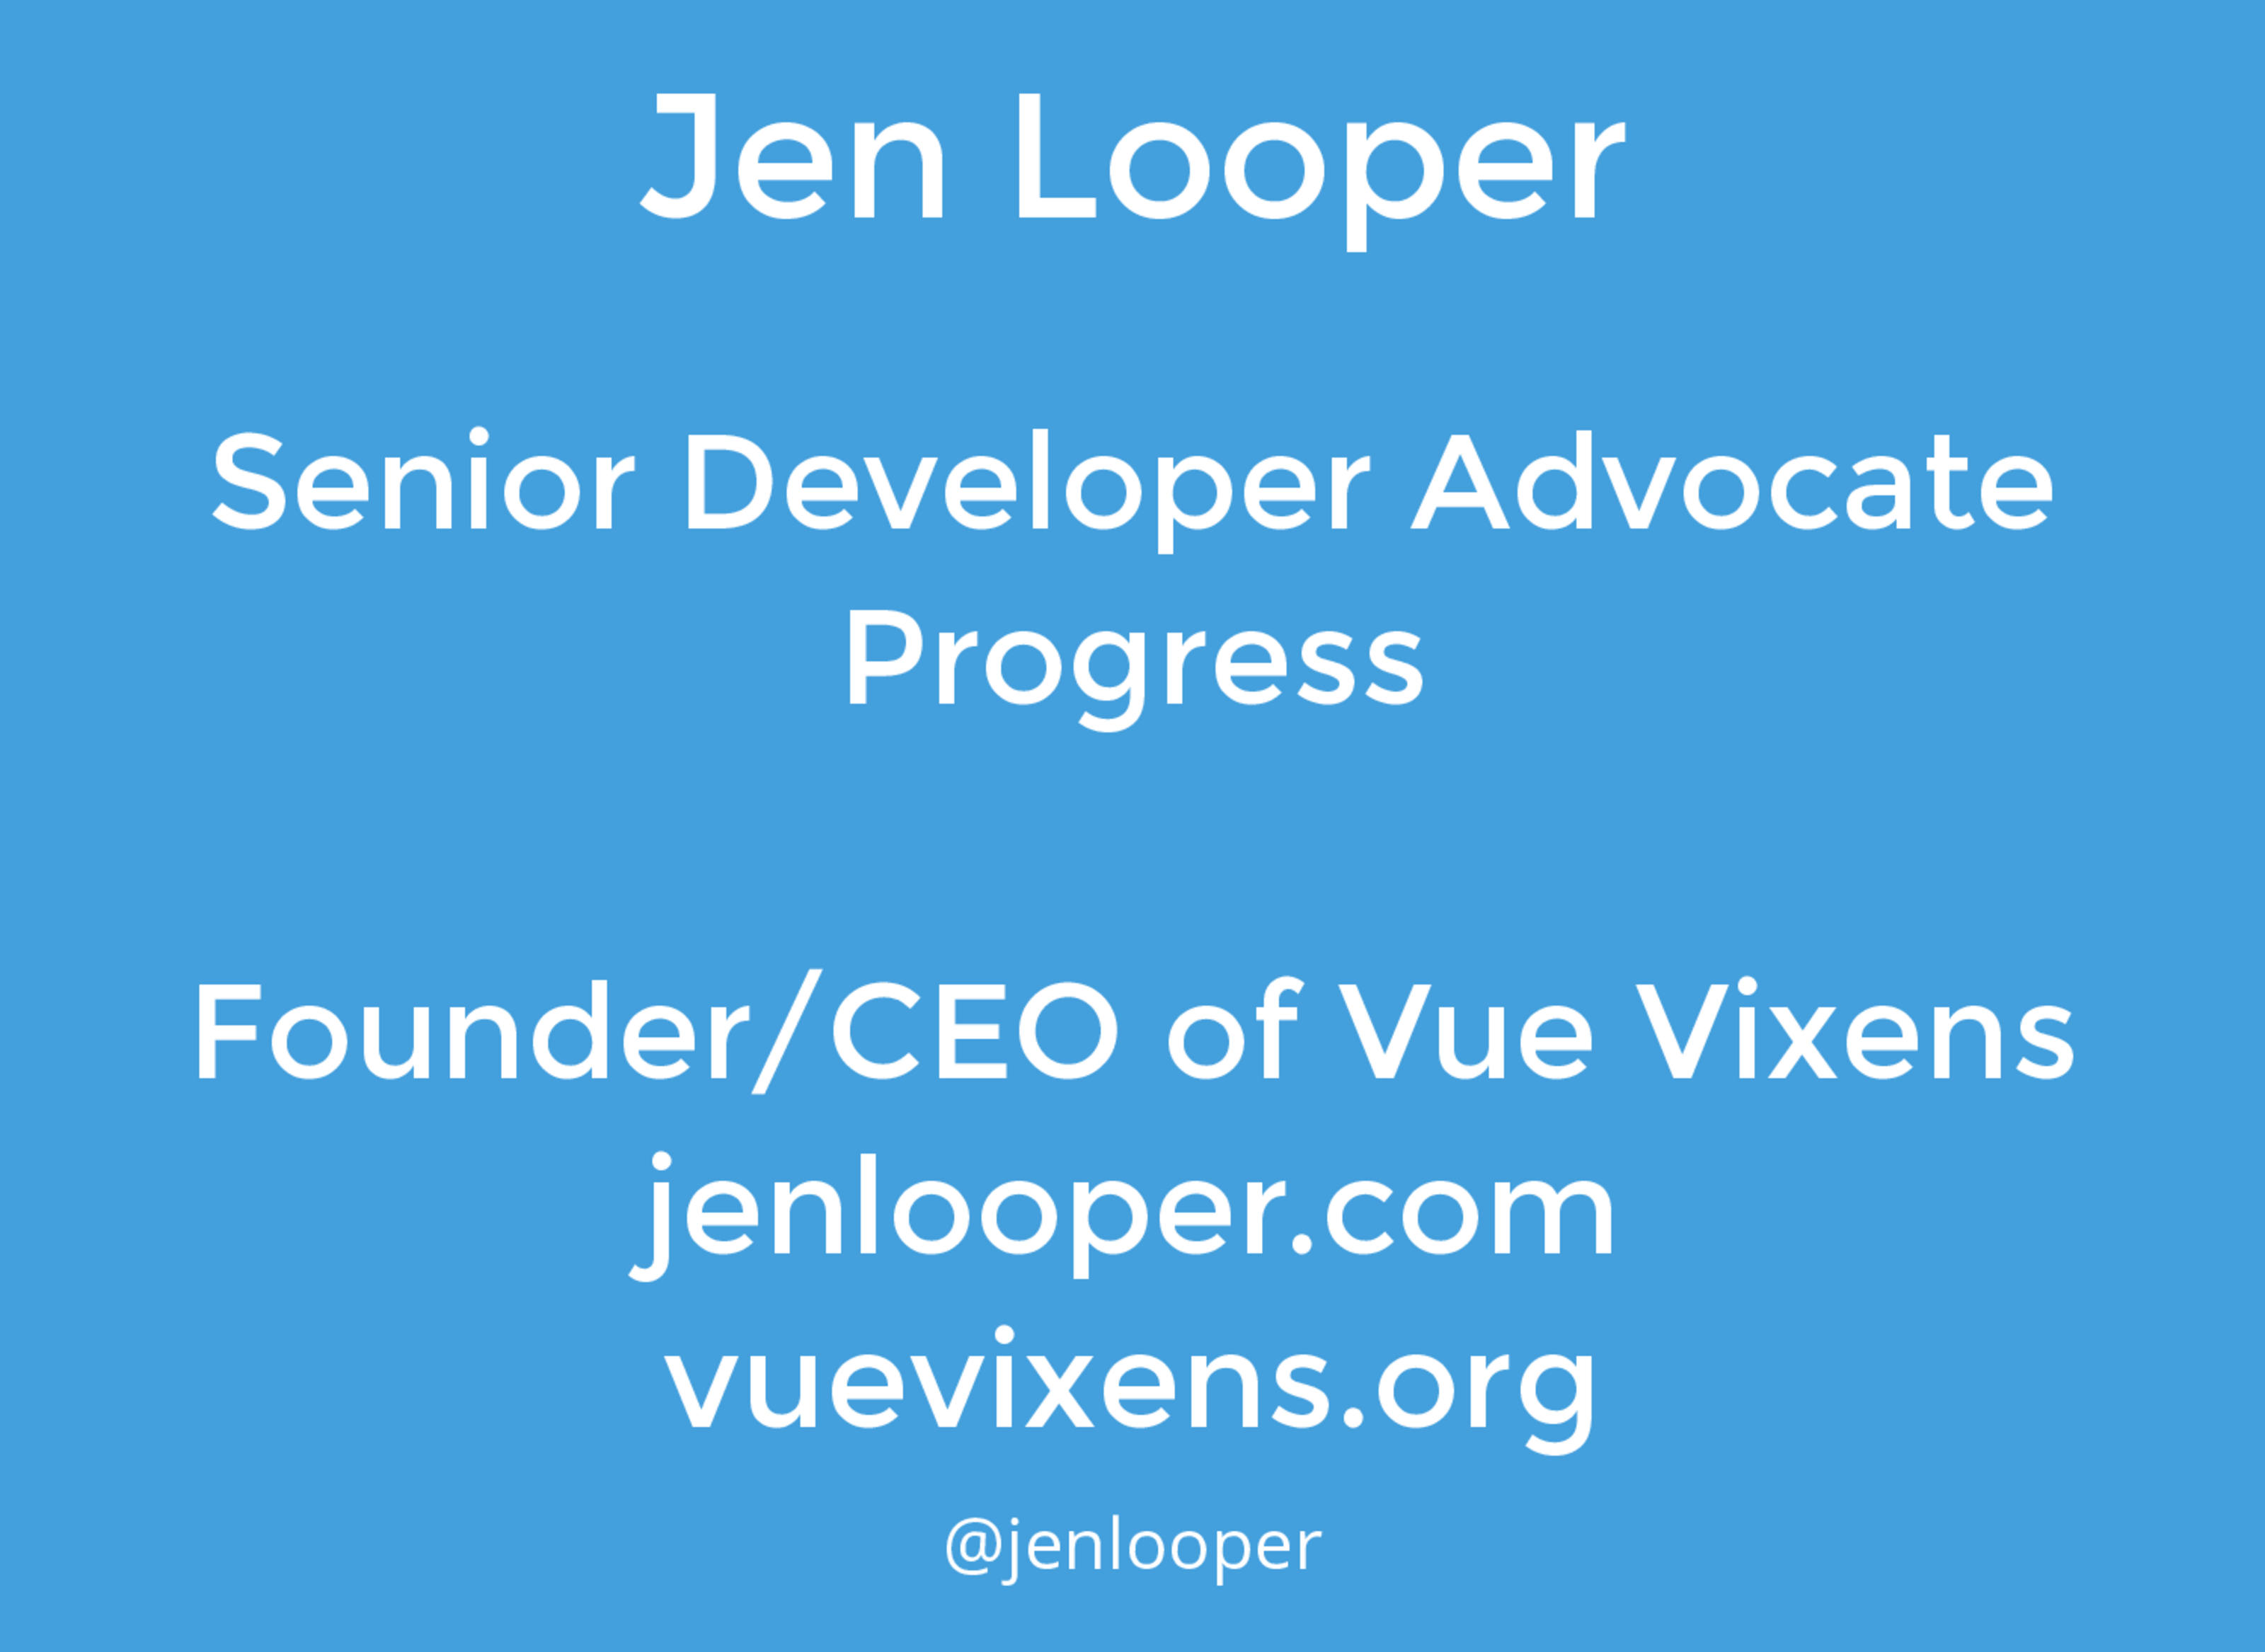 Jen Looper
Senior Developer Advocate
Progress
Founder/CEO of Vue Vixens
jenlooper.com
vuevixens.org
@jenlooper